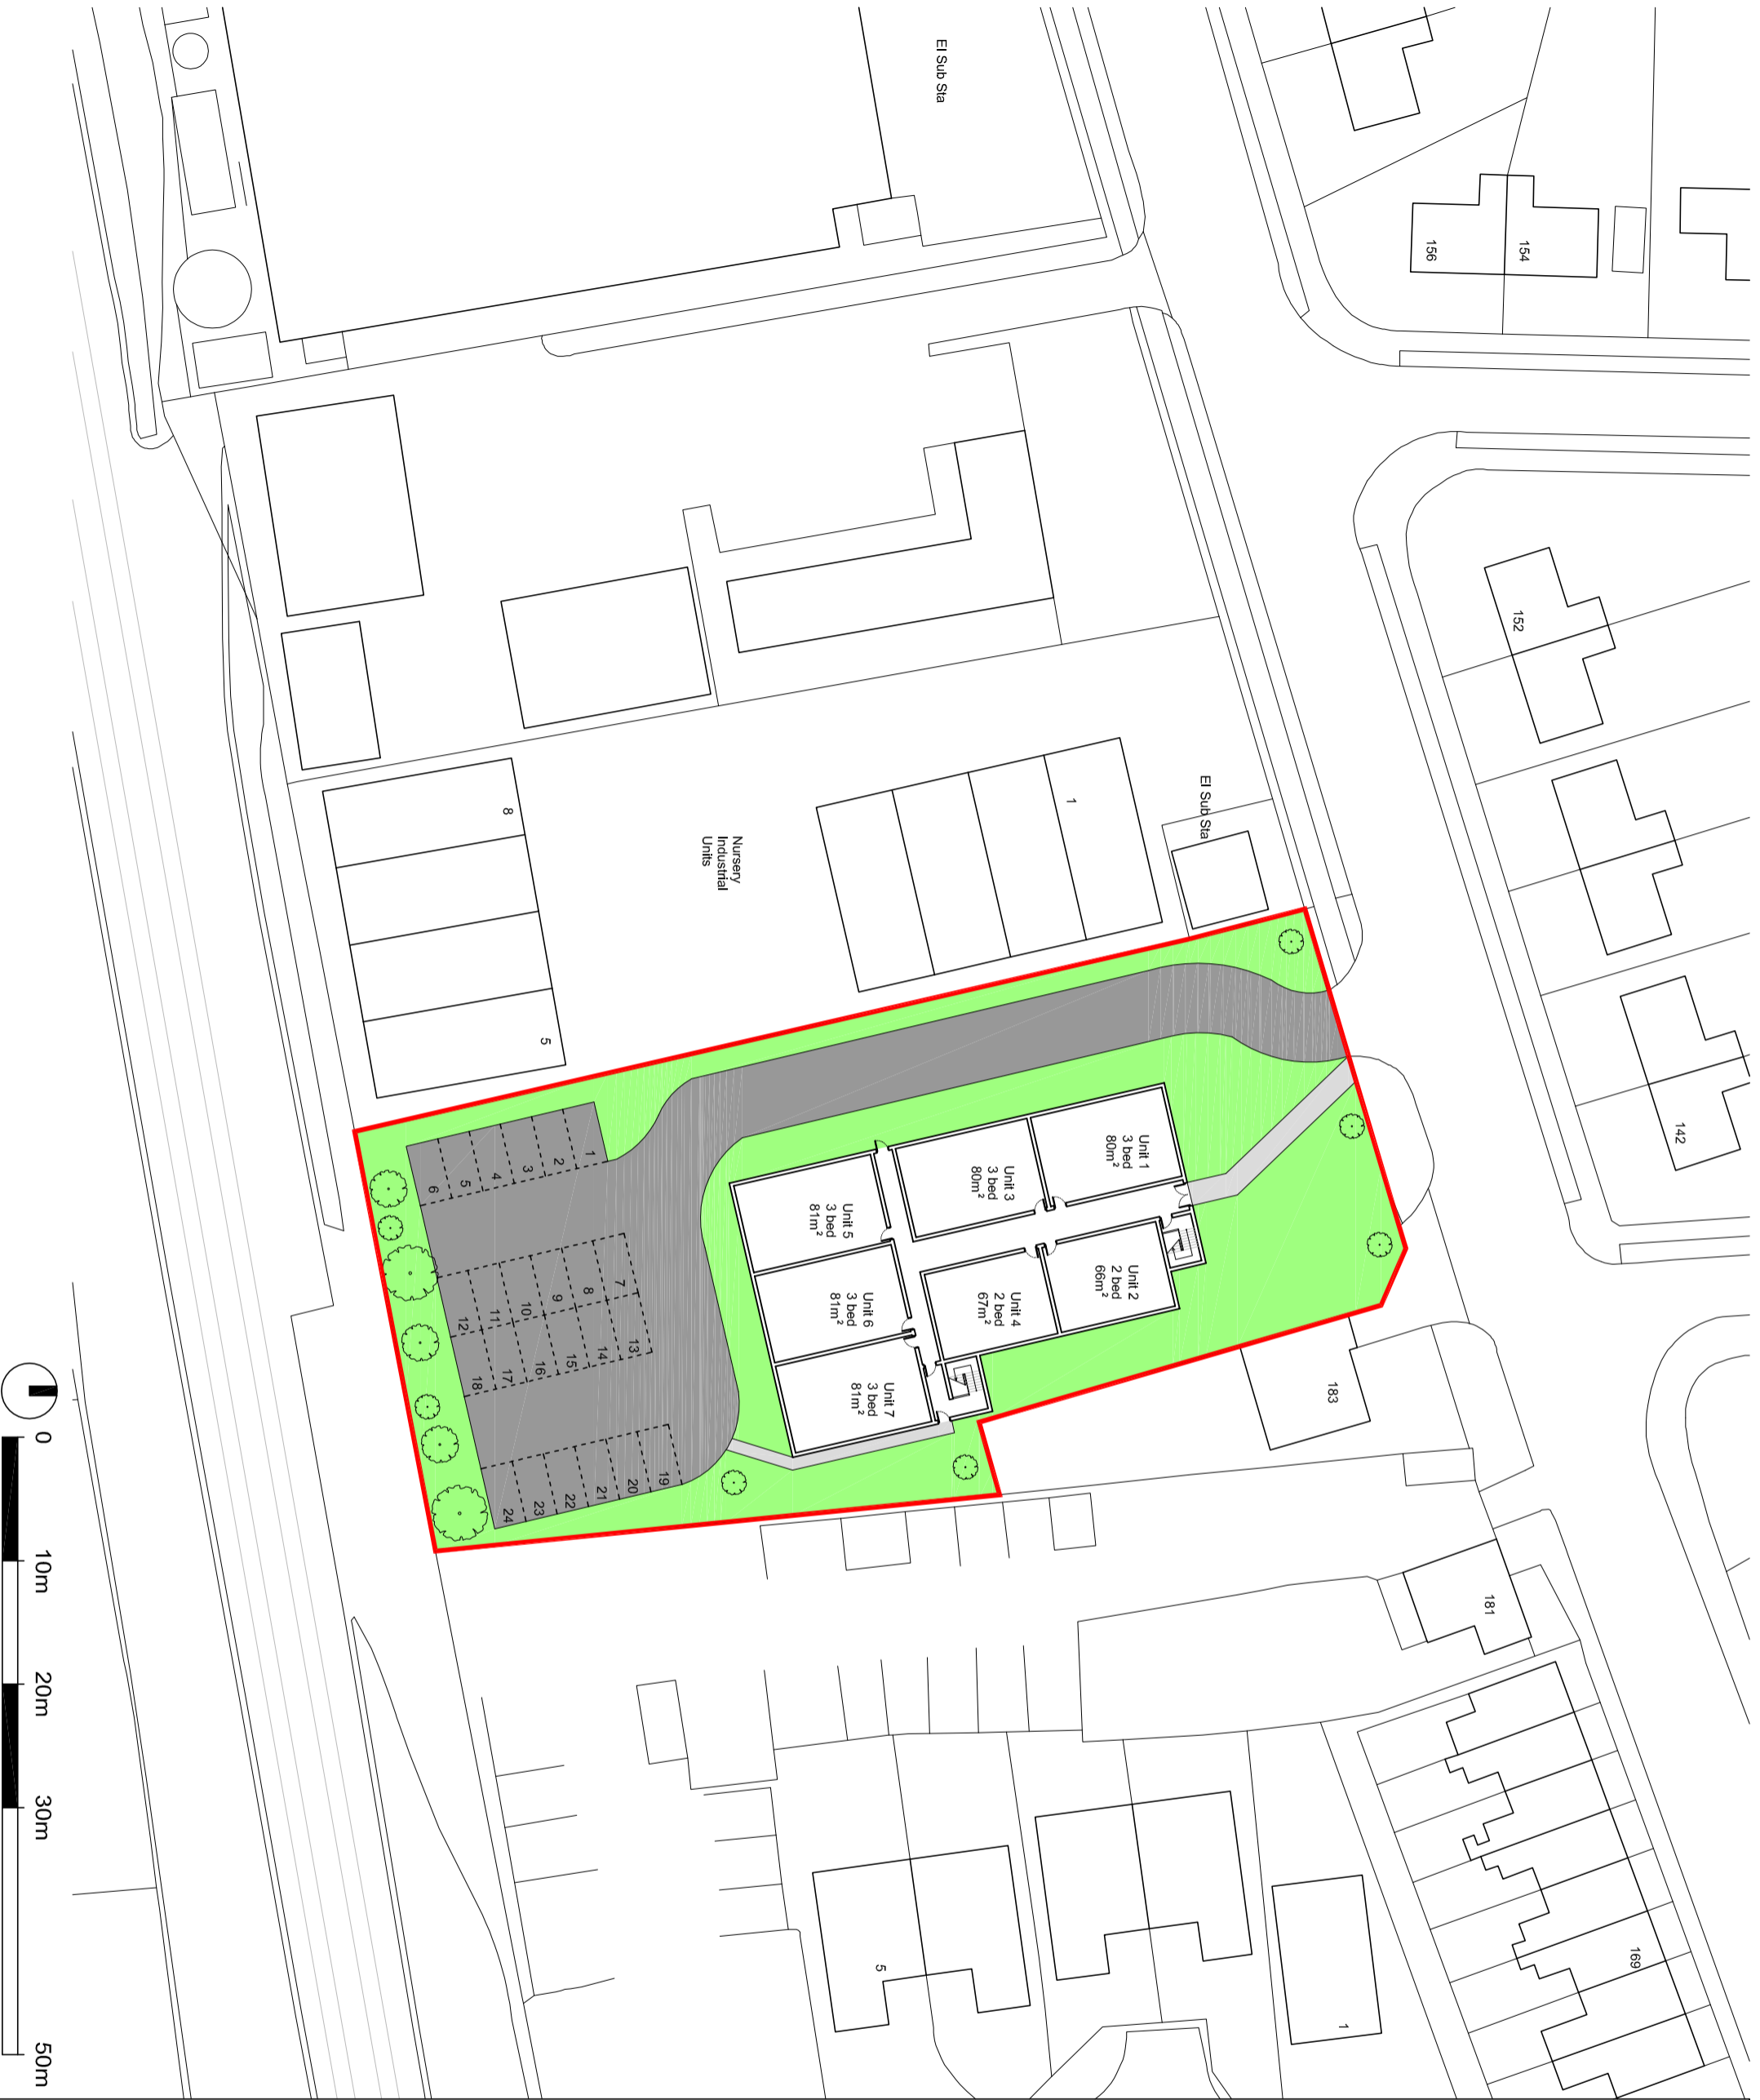 El Sub Sta
156
154
152
142
El Sub Sta
1
8
5
Nursery
Industrial
Units
Unit 1
3 bed
80m²
Unit 2
2 bed
66m²
Unit 3
3 bed
80m²
Unit 4
2 bed
67m²
Unit 5
3 bed
81m²
Unit 6
3 bed
81m²
Unit 7
3 bed
81m²
1
2
3
4
5
6
7
8
9
10
11
12
13
14
15
16
17
18
19
20
21
22
23
24
183
181
169
1
5
0
10m
20m
30m
50m